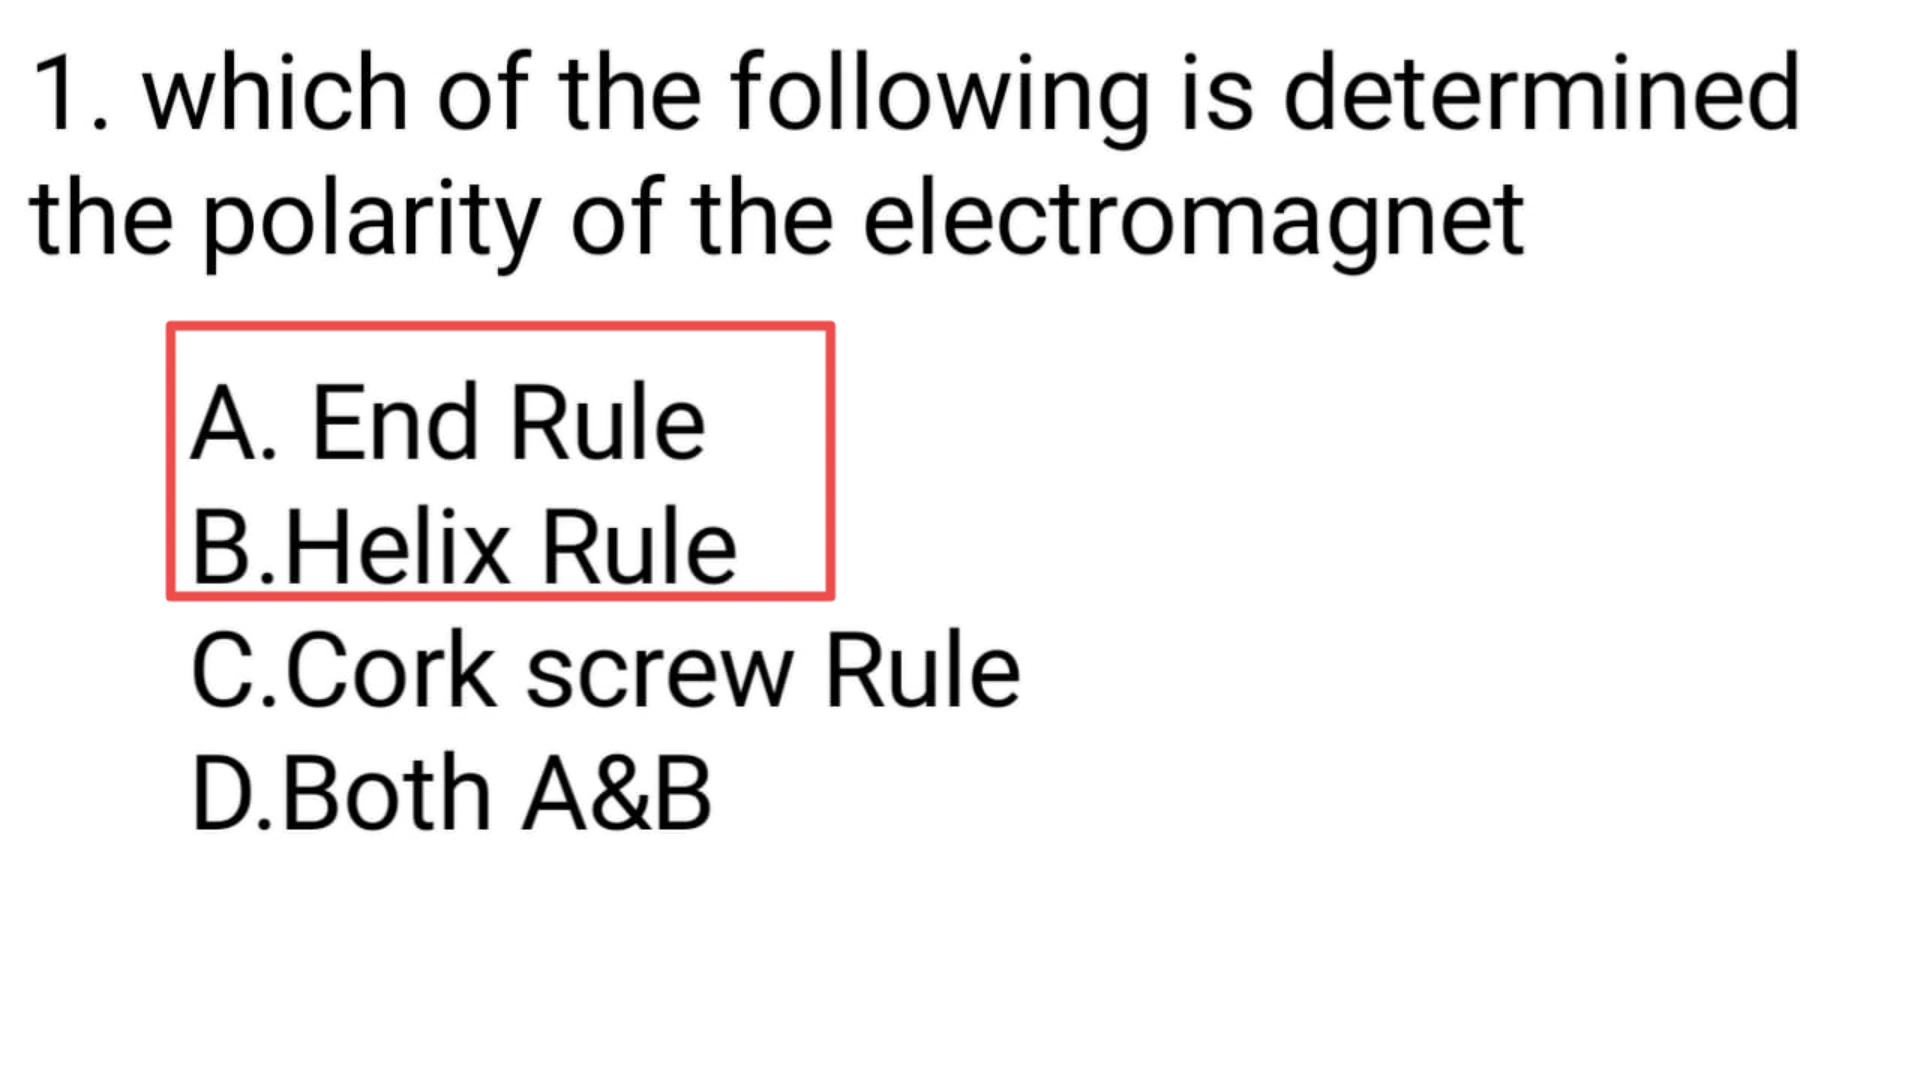 1. which of the following is determined
the polarity of the electromagnet
A. End Rule
B.Helix Rule
C.Cork screw Rule
D.Both A&B